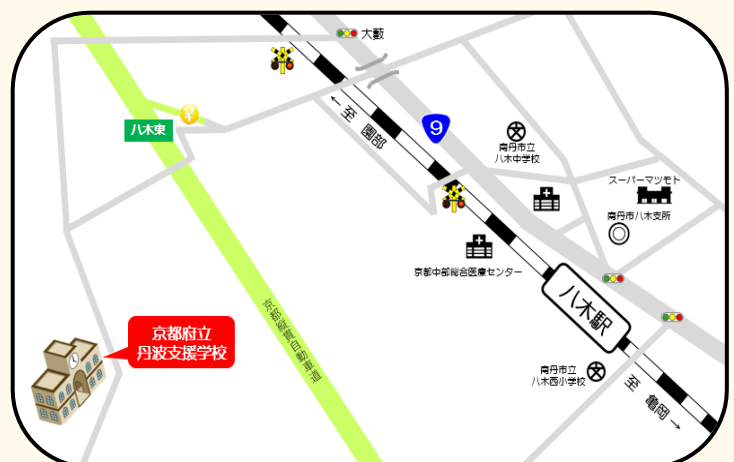 大藪
¥
八木東
←至 園部
9
南丹市立
八木中学校
スーパーマツモト
南丹市八木支所
京都中部総合医療センター
八木駅
京都縦貫自動車道
京都府立
丹波支援学校
南丹市立
八木西小学校
至 亀岡→